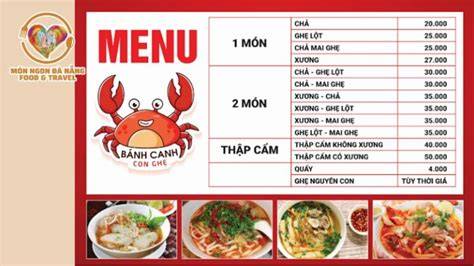 MÓN NGON ĐÀ NẴNG
FOOD & TRAVEL
MENU
BÁNH CANH
CON GHẸ
1 MÓN
CHẢ 20.000
GHẸ LỘT 25.000
CHẢ MAI GHẸ 25.000
XƯƠNG 27.000
2 MÓN
CHẢ - GHẸ LỘT 30.000
CHẢ - MAI GHẸ 30.000
XƯƠNG - CHẢ 35.000
XƯƠNG - GHẸ LỘT 35.000
XƯƠNG - MAI GHẸ 35.000
GHẸ LỘT - MAI GHẸ 35.000
THẬP CẨM
THẬP CẨM KHÔNG XƯƠNG 40.000
THẬP CẨM CÓ XƯƠNG 50.000
QUẨY 4.000
GHẸ NGUYÊN CON TÙY THỜI GIÁ